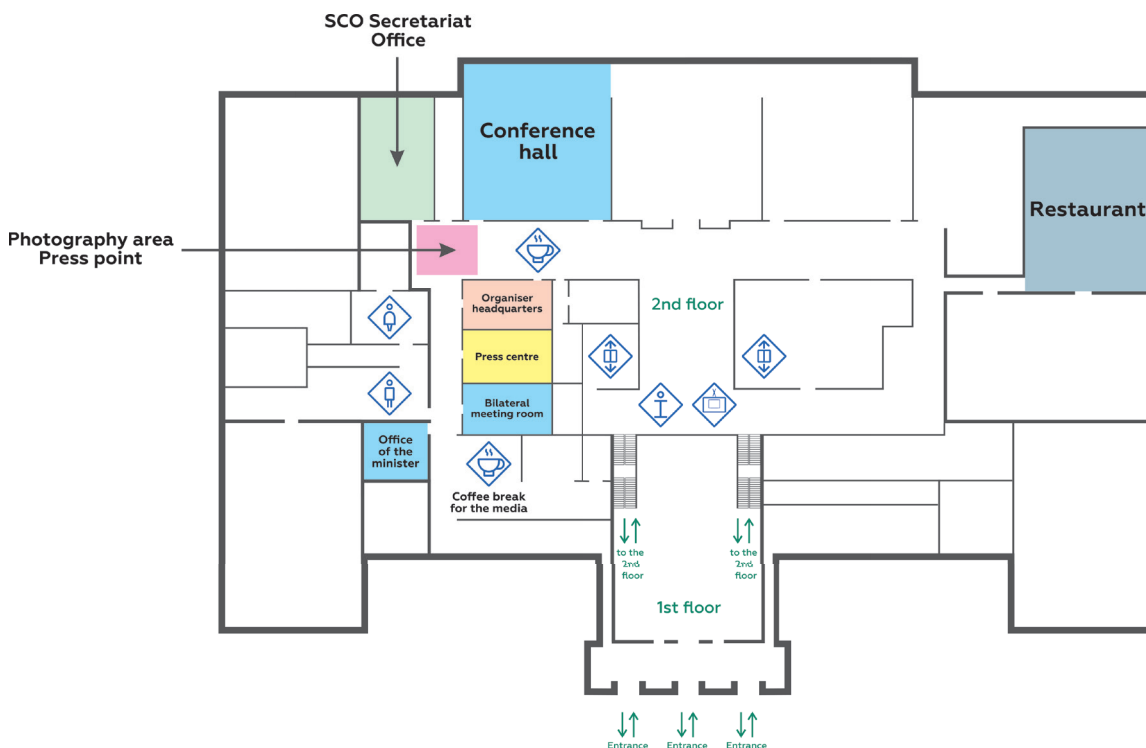 SCO Secretariat
Office
Conference
hall
Restaurant
Photography area
Press point
Organiser
headquarters
2nd floor
Press centre
Bilateral
meeting room
Office
of the
minister
Coffee break
for the media
to the
2nd
floor
to the
2nd
floor
1st floor
Entrance
Entrance
Entrance